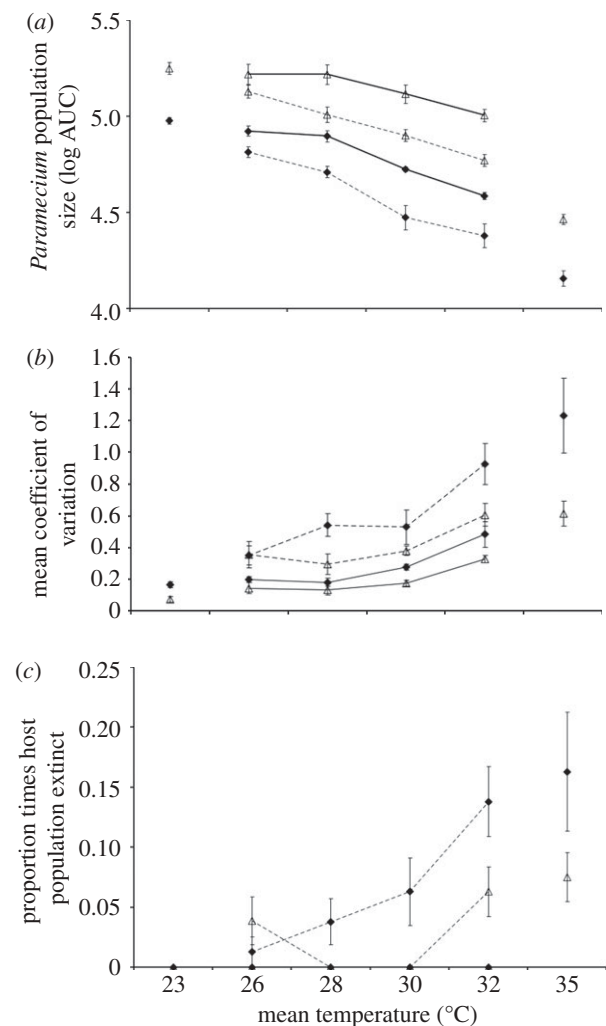 (a)
Paramecium population
size (log AUC)
5.5
5.0
4.5
4.0
(b)
mean coefficient of
variation
1.6
1.4
1.2
1.0
0.8
0.6
0.4
0.2
0
(c)
proportion times host
population extinct
0.25
0.20
0.15
0.10
0.05
0
23 26 28 30 32 35
mean temperature (°C)